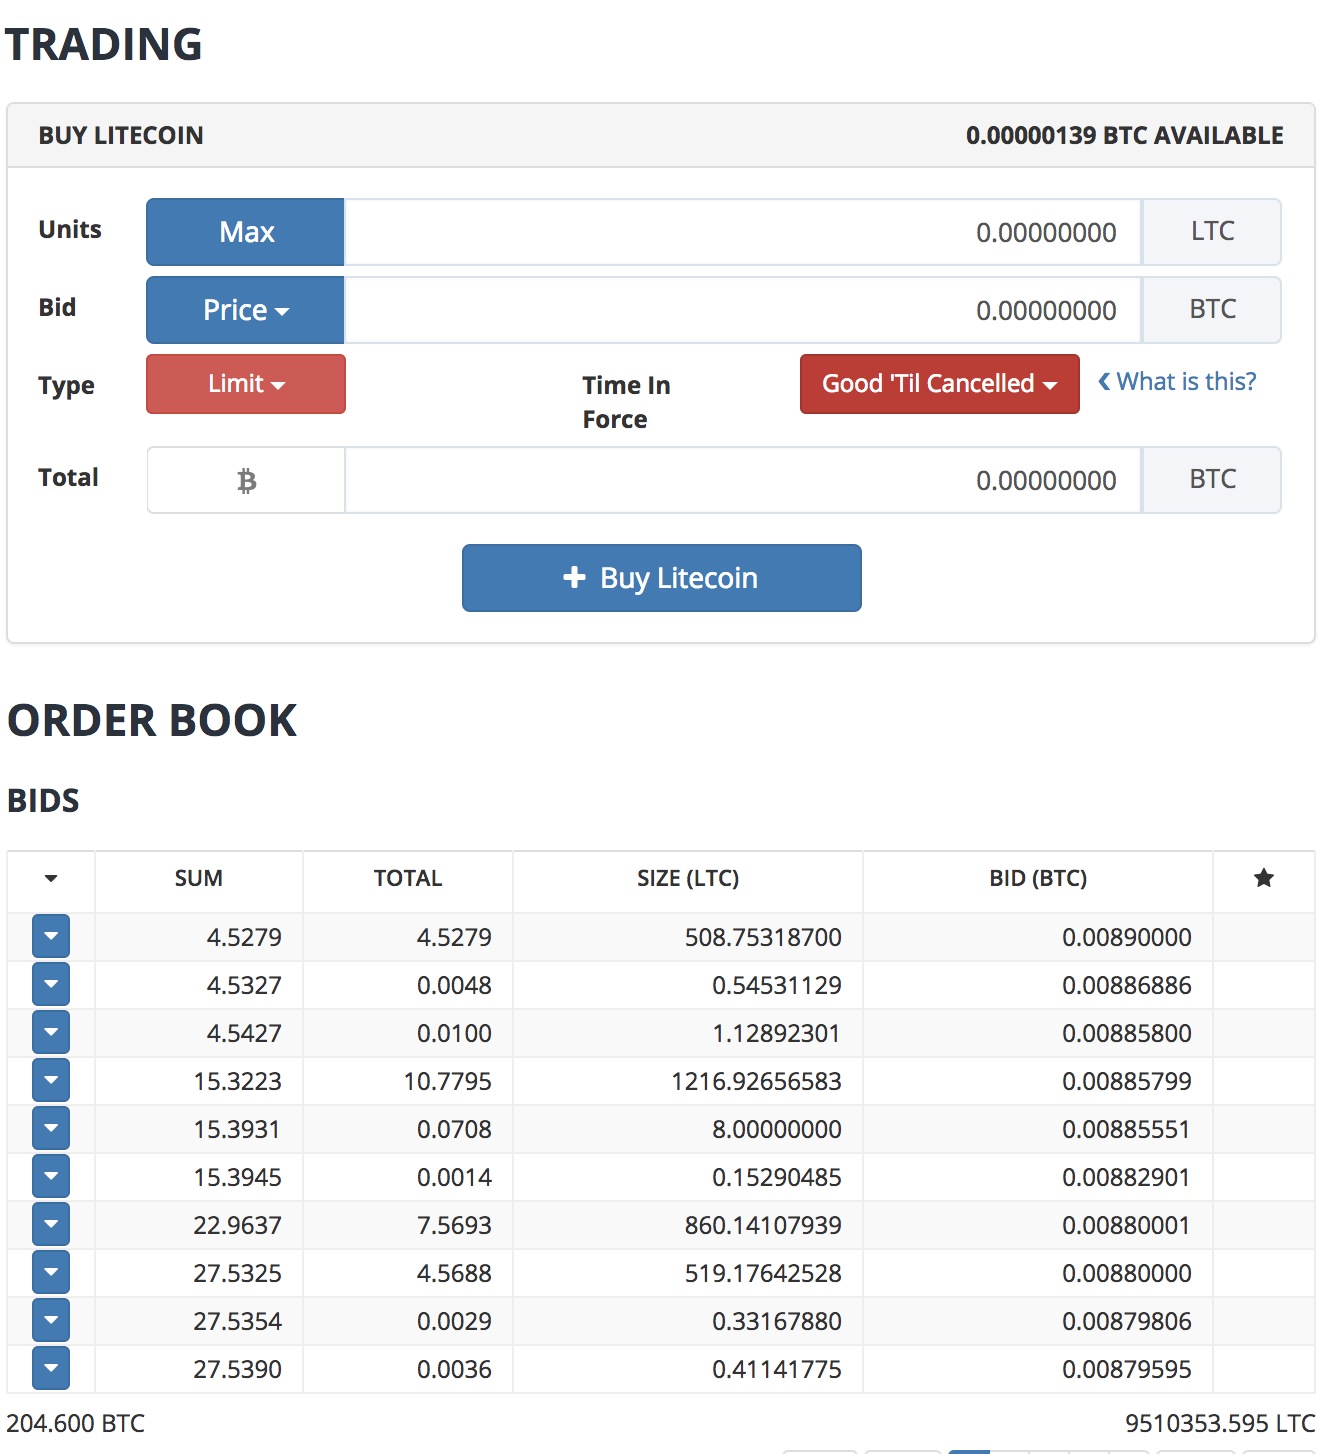 TRADING
BUY LITECOIN 0.00000139 BTC AVAILABLE
Units Max 0.00000000 LTC
Bid Price 0.00000000 BTC
Type Limit Time In Force Good 'Til Cancelled What is this?
Total 0.00000000 BTC
Buy Litecoin
ORDER BOOK
BIDS
SUM TOTAL SIZE (LTC) BID (BTC)
4.5279 4.5279 508.75318700 0.00890000
4.5327 0.0048 0.54531129 0.00886886
4.5427 0.0100 1.12892301 0.00885800
15.3223 10.7795 1216.92656583 0.00885799
15.3931 0.0708 8.00000000 0.00885551
15.3945 0.0014 0.15290485 0.00882901
22.9637 7.5693 860.14107939 0.00880001
27.5325 4.5688 519.17642528 0.00880000
27.5354 0.0029 0.33167880 0.00879806
27.5390 0.0036 0.41141775 0.00879595
204.600 BTC 9510353.595 LTC